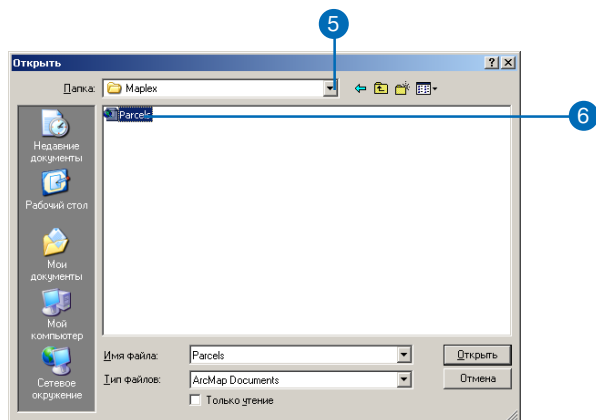 5
Открыть
Папка: Maplex
Parcels
6
Недавние
документы
Рабочий стол
Мои
документы
Мой
компьютер
Сетевое
окружение
Имя файла: Parcels Открыть
Тип файлов: ArcMap Documents Отмена
Только чтение